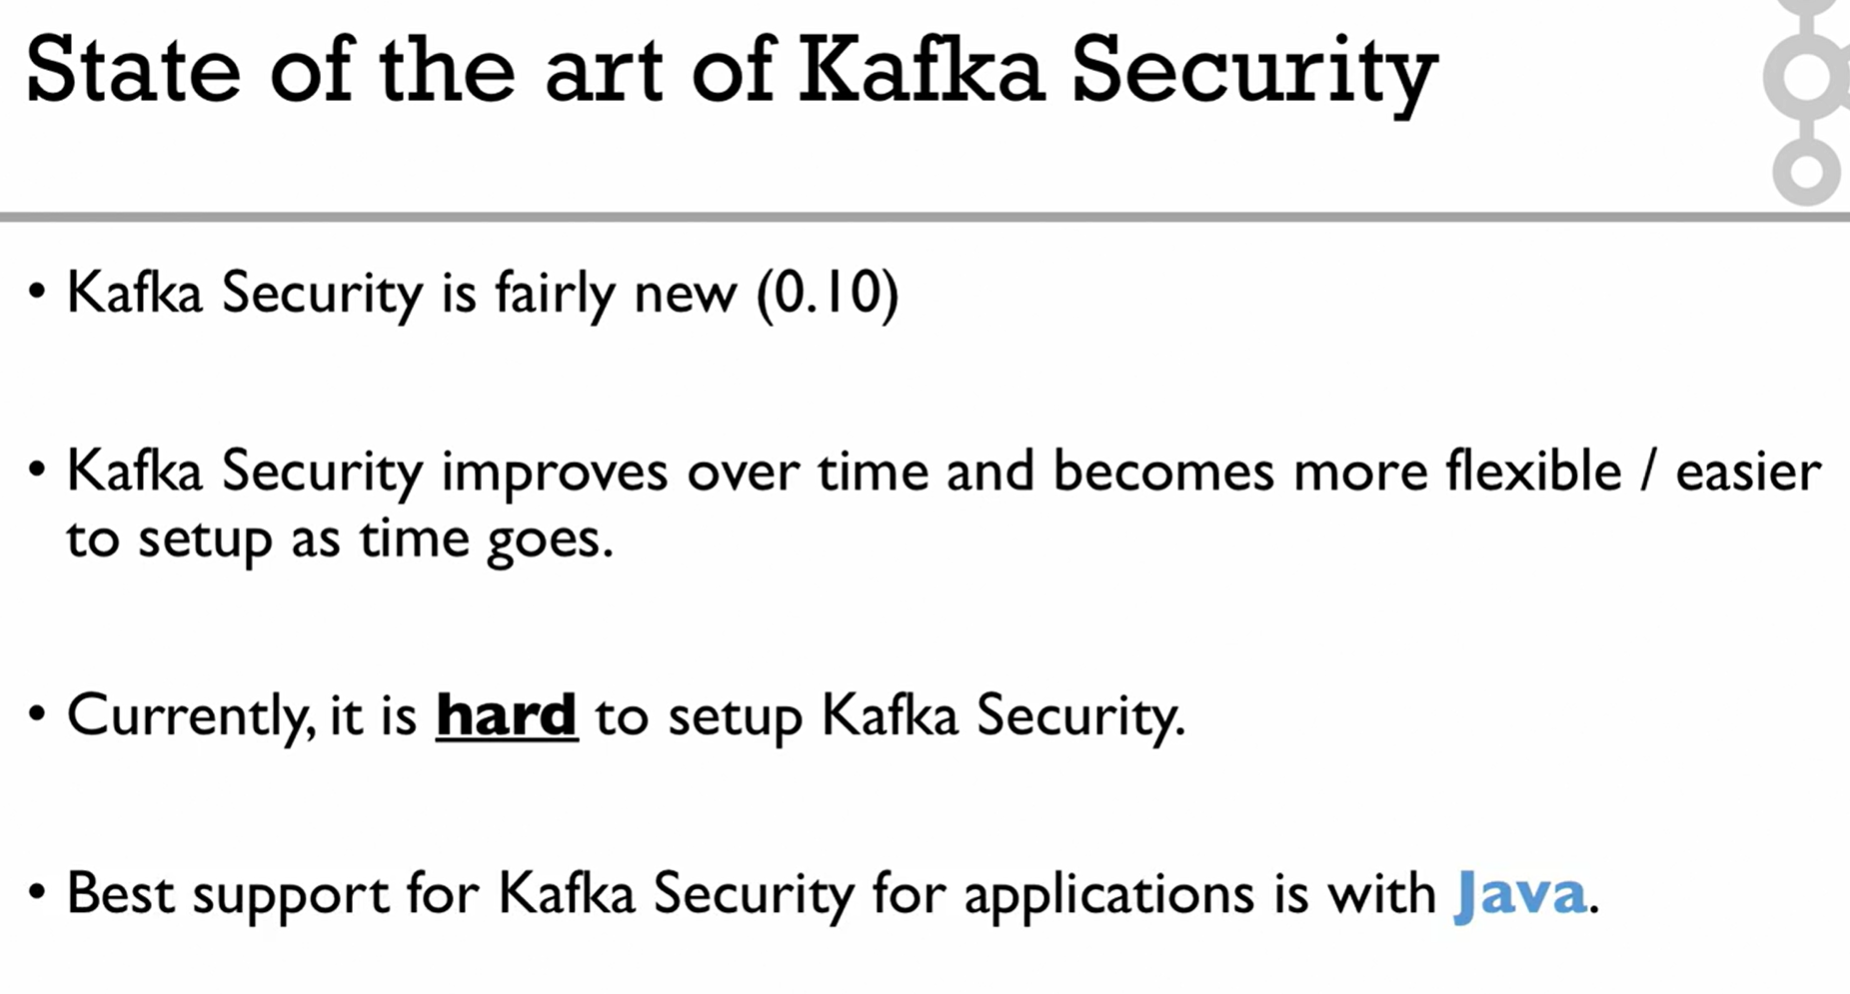 State of the art of Kafka Security
• Kafka Security is fairly new (0.10)
• Kafka Security improves over time and becomes more flexible / easier
to setup as time goes.
• Currently, it is hard to setup Kafka Security.
• Best support for Kafka Security for applications is with Java.